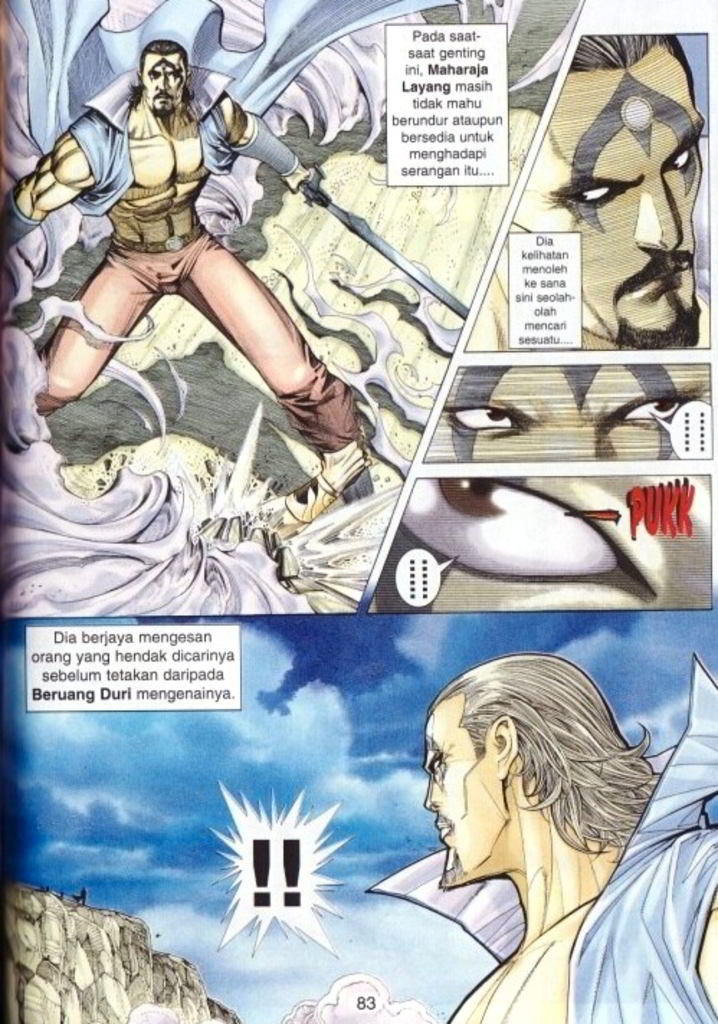 Pada saat-
saat genting
ini, Maharaja
Layang masih
tidak mahu
berundur ataupun
bersedia untuk
menghadapi
serangan itu....
Dia
kelihatan
menoleh
ke sana
sini seolah-
olah
mencari
sesuatu....
PUKK
Dia berjaya mengesan
orang yang hendak dicarinya
sebelum tetakan daripada
Beruang Duri mengenainya.
!!
83